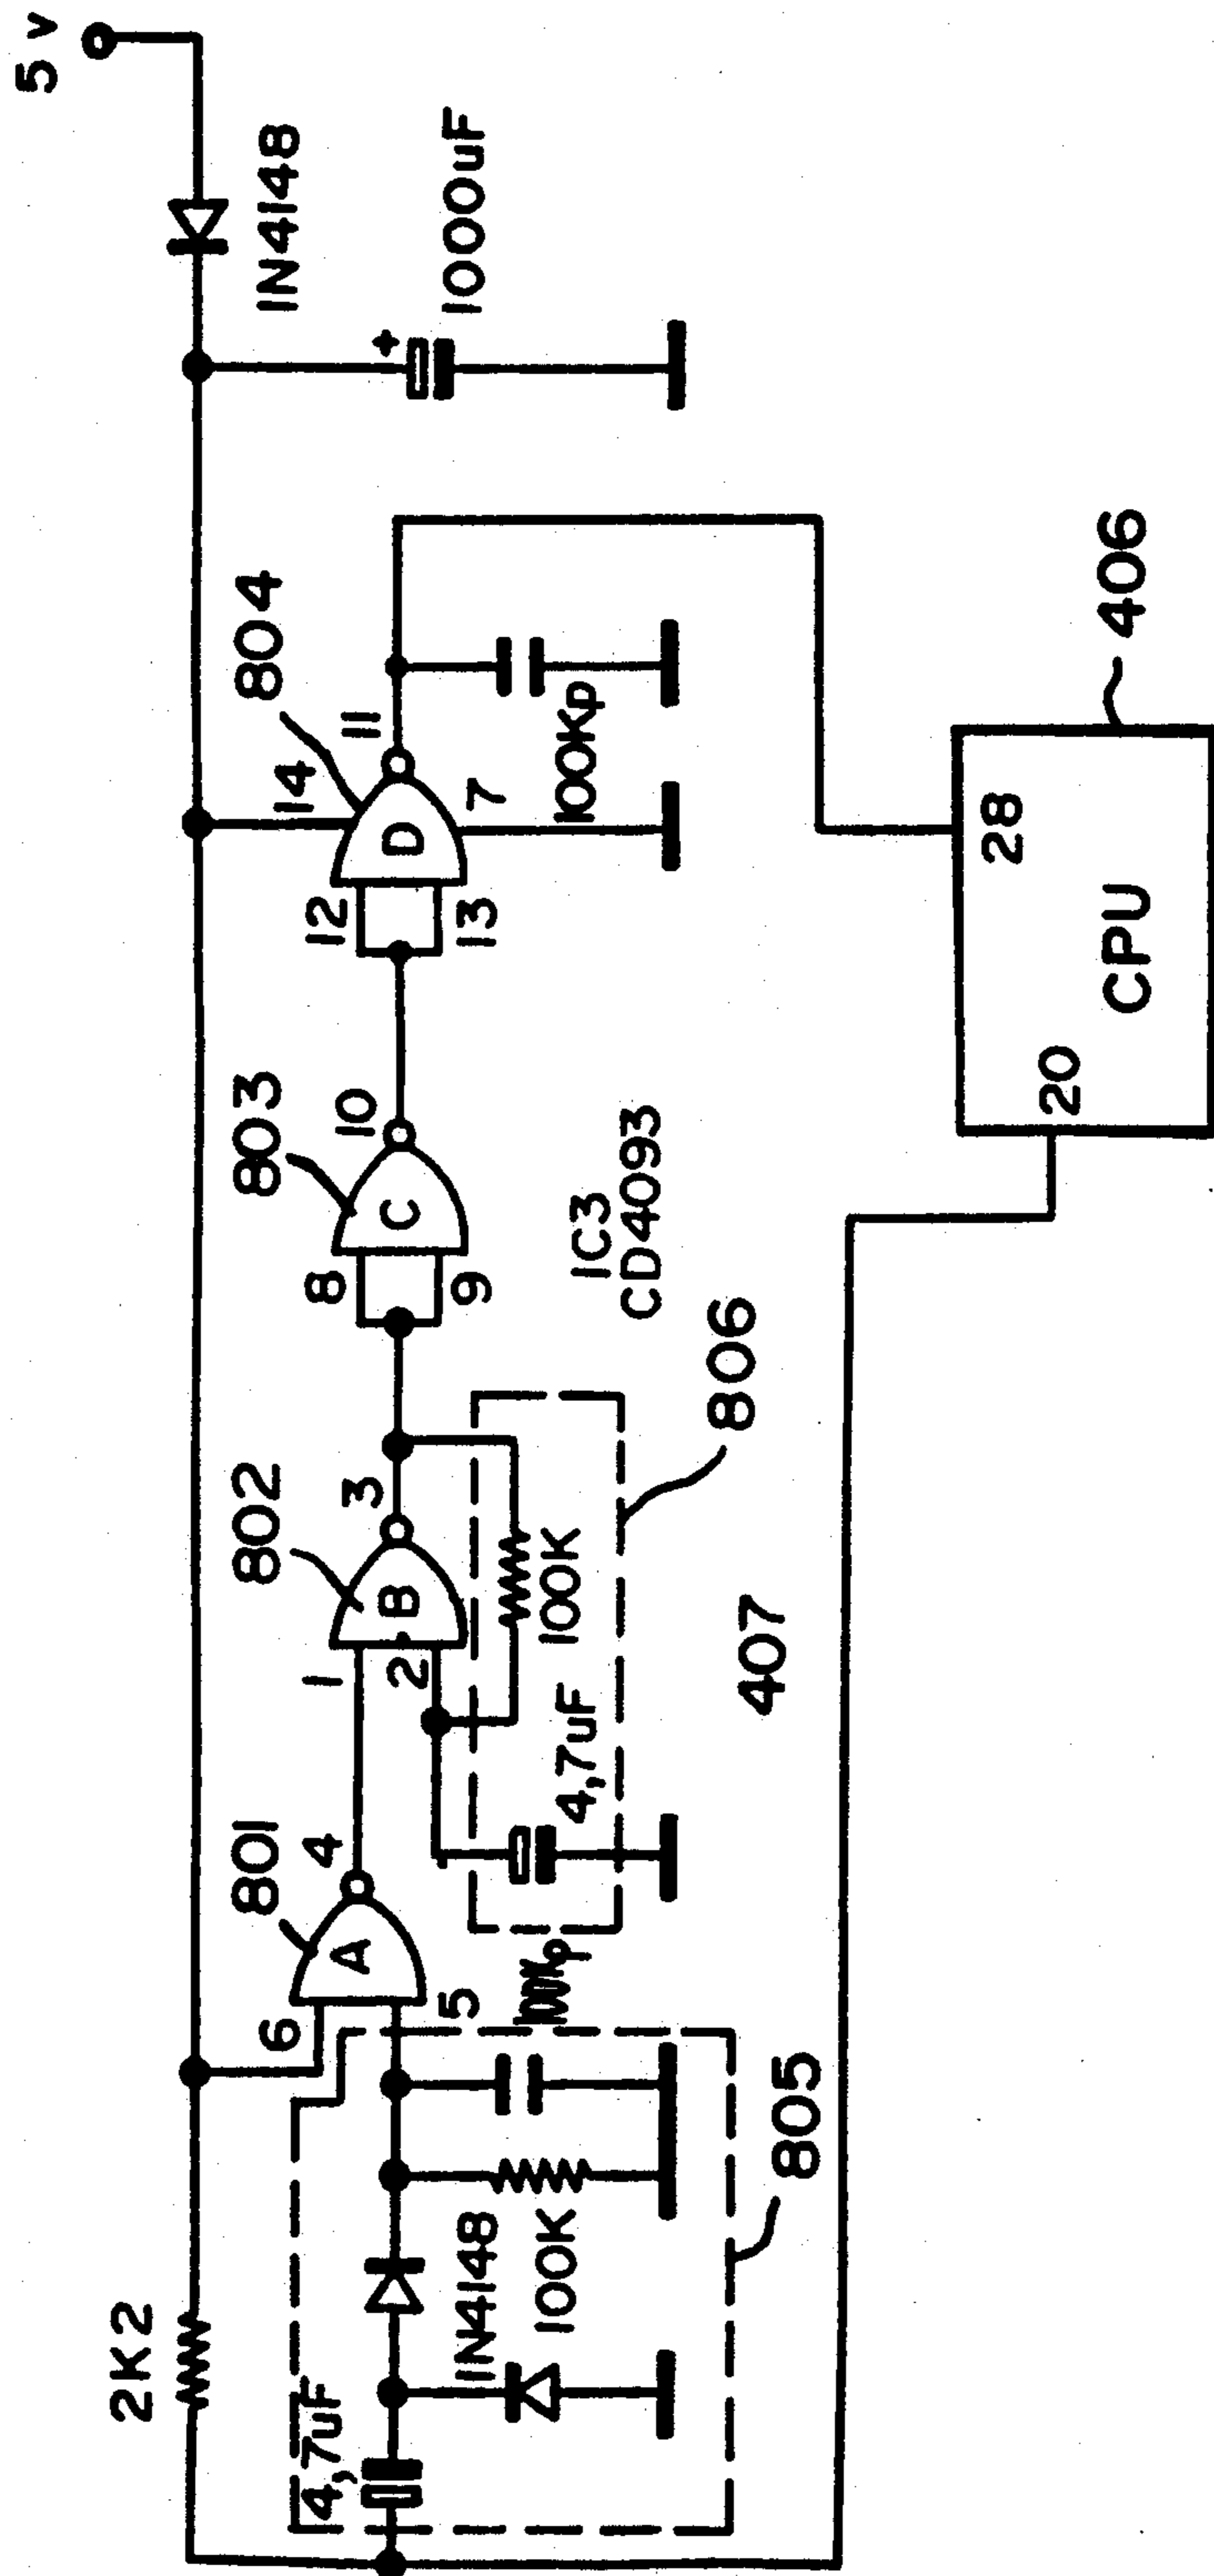 5 v
1N4148
1000uF
+
2K2
801
802
803
804
6
5
4
A
1
2
3
B
8
9
10
C
12
13
14
7
11
D
4,7uF
1N4148
100K
100Kp
805
4,7uF
100K
806
407
IC3
CD4093
100Kp
20
28
CPU
406